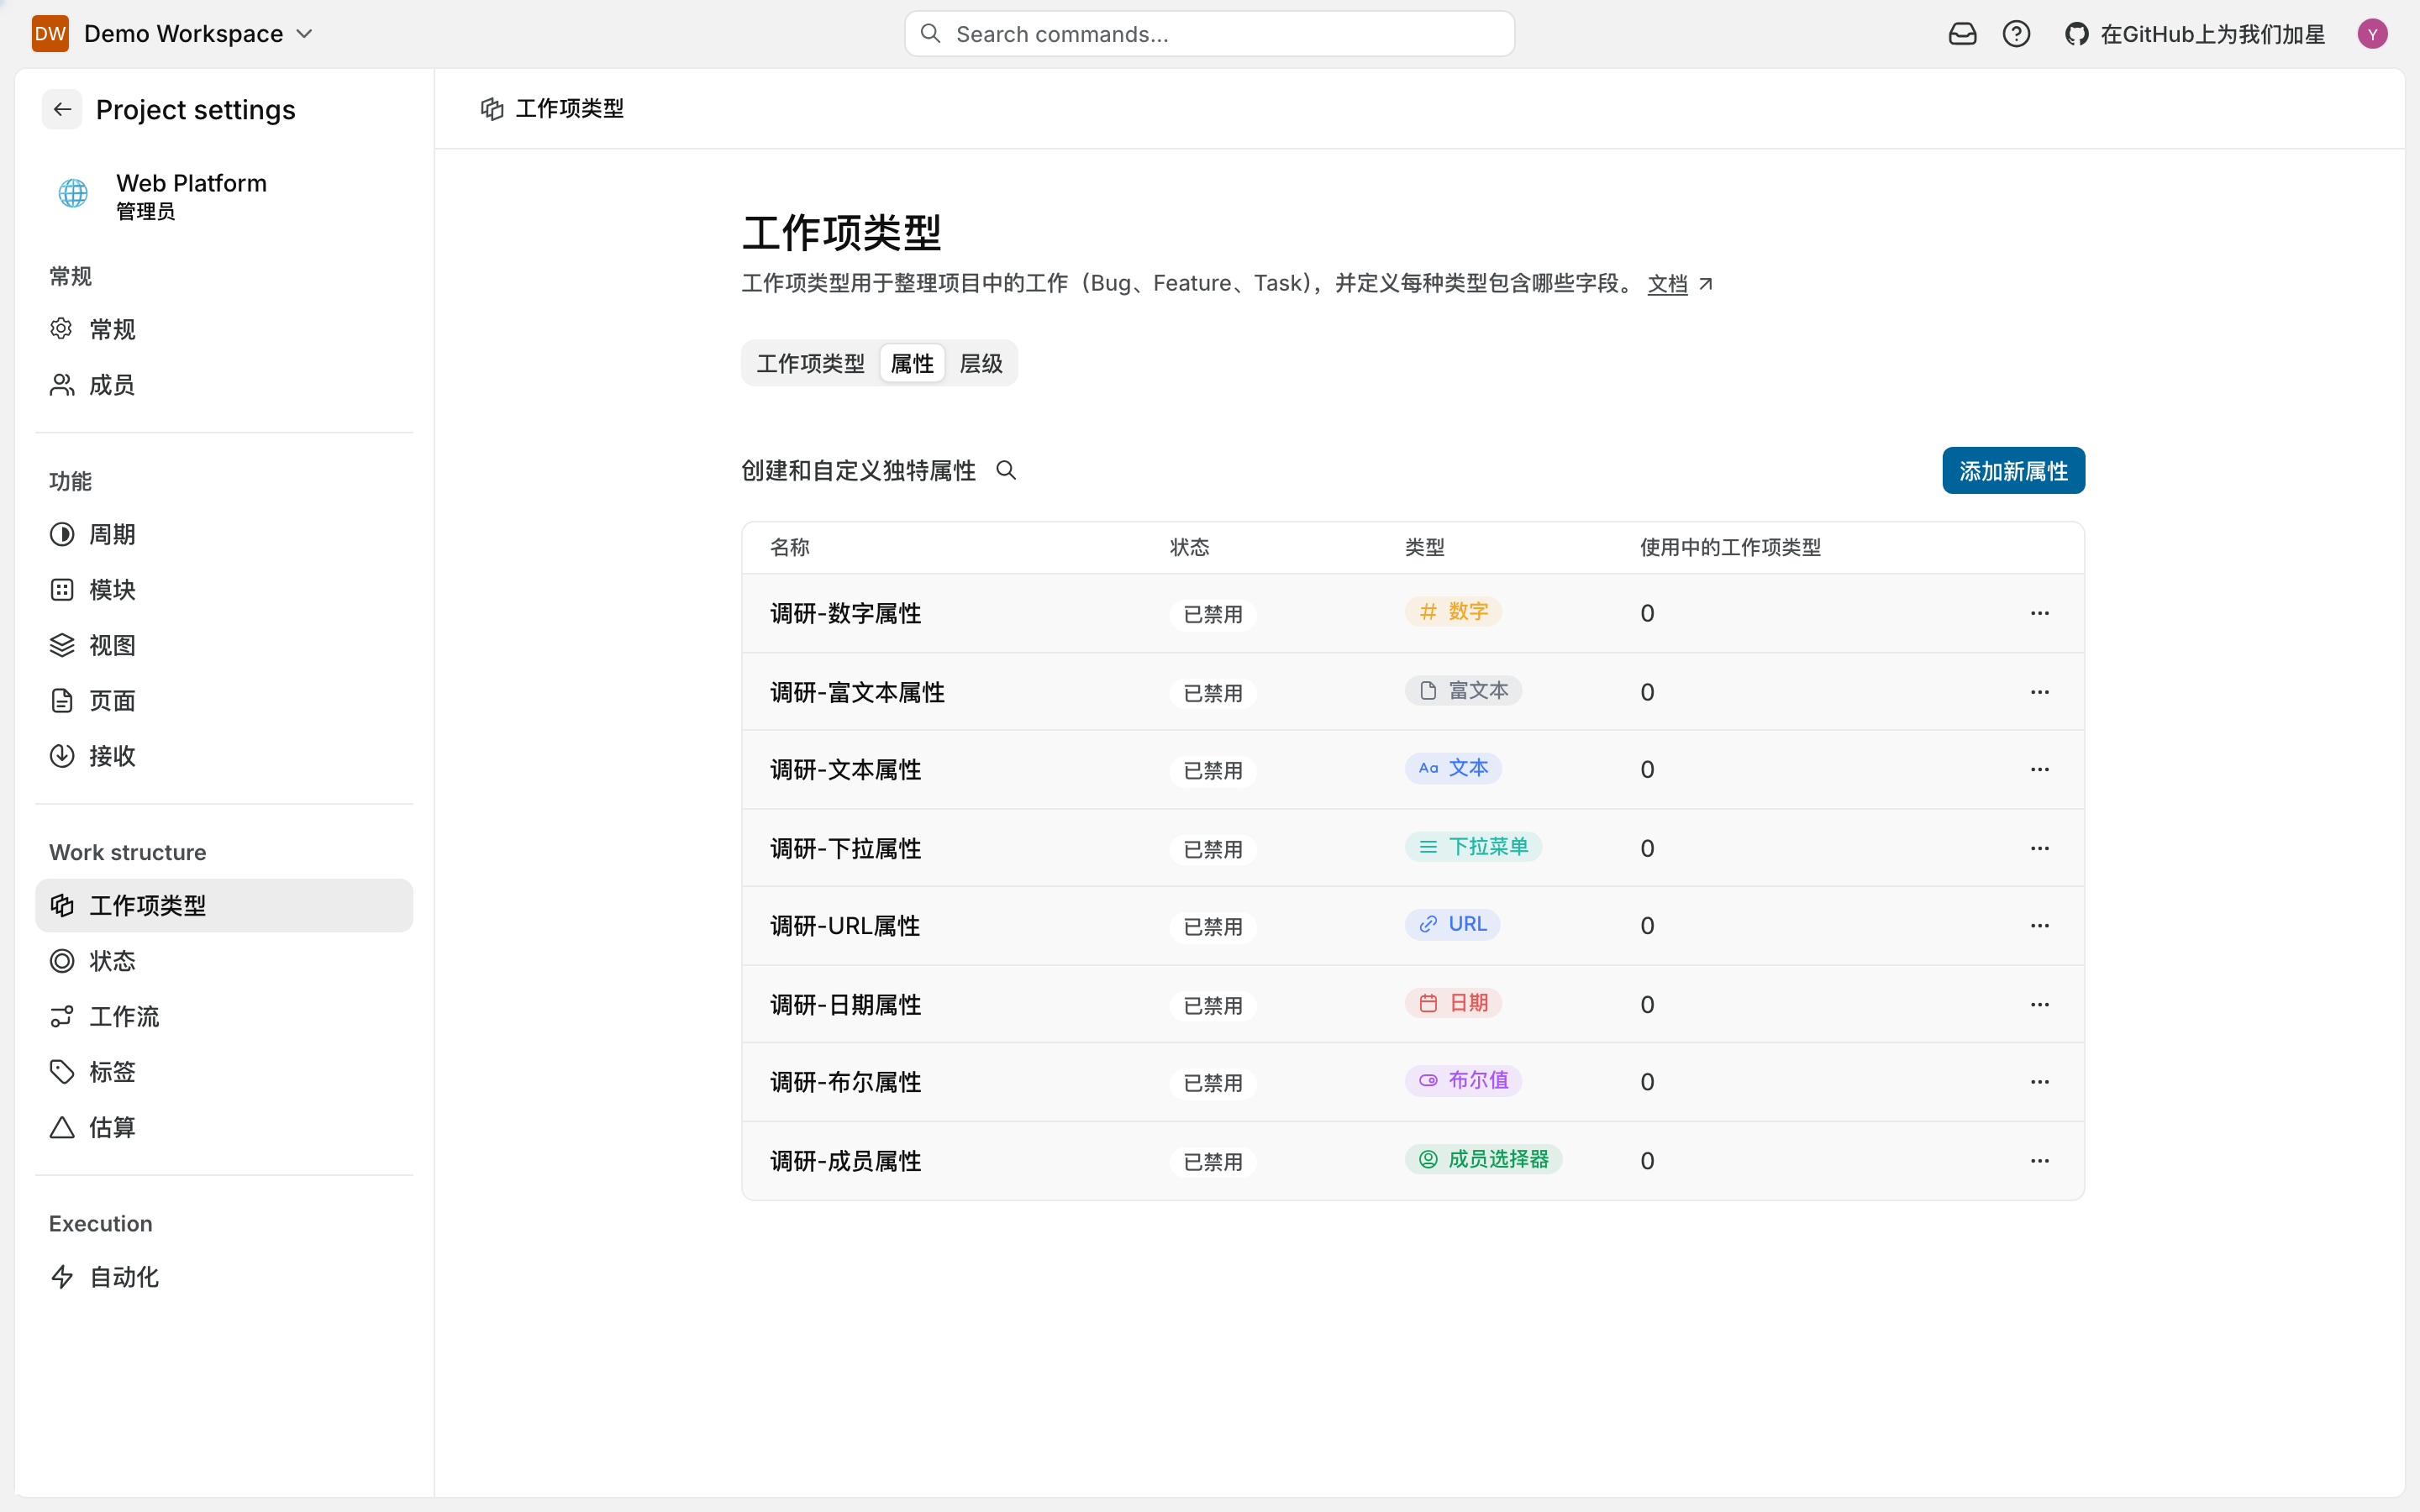 DW Demo Workspace
Search commands...
在GitHub上为我们加星
Y
Project settings
Web Platform
管理员
常规
常规
成员
功能
周期
模块
视图
页面
接收
Work structure
工作项类型
状态
工作流
标签
估算
Execution
自动化
工作项类型
工作项类型
工作项类型用于整理项目中的工作（Bug、Feature、Task），并定义每种类型包含哪些字段。 文档
工作项类型 属性 层级
创建和自定义独特属性
添加新属性
名称 状态 类型 使用中的工作项类型
调研-数字属性 已禁用 数字 0
调研-富文本属性 已禁用 富文本 0
调研-文本属性 已禁用 Aa 文本 0
调研-下拉属性 已禁用 下拉菜单 0
调研-URL属性 已禁用 URL 0
调研-日期属性 已禁用 日期 0
调研-布尔属性 已禁用 布尔值 0
调研-成员属性 已禁用 成员选择器 0